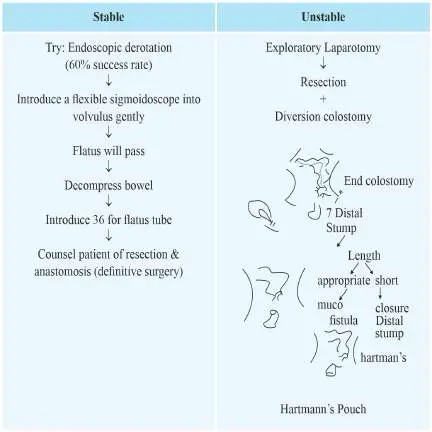 Stable
Try: Endoscopic derotation
(60% success rate)
Introduce a flexible sigmoidoscope into
volvulus gently
Flatus will pass
Decompress bowel
Introduce 36 for flatus tube
Counsel patient of resection &
anastomosis (definitive surgery)
Unstable
Exploratory Laparotomy
Resection
+
Diversion colostomy
End colostomy
7 Distal
Stump
Length
appropriate short
muco
fistula
closure
Distal
stump
hartman's
Hartmann's Pouch